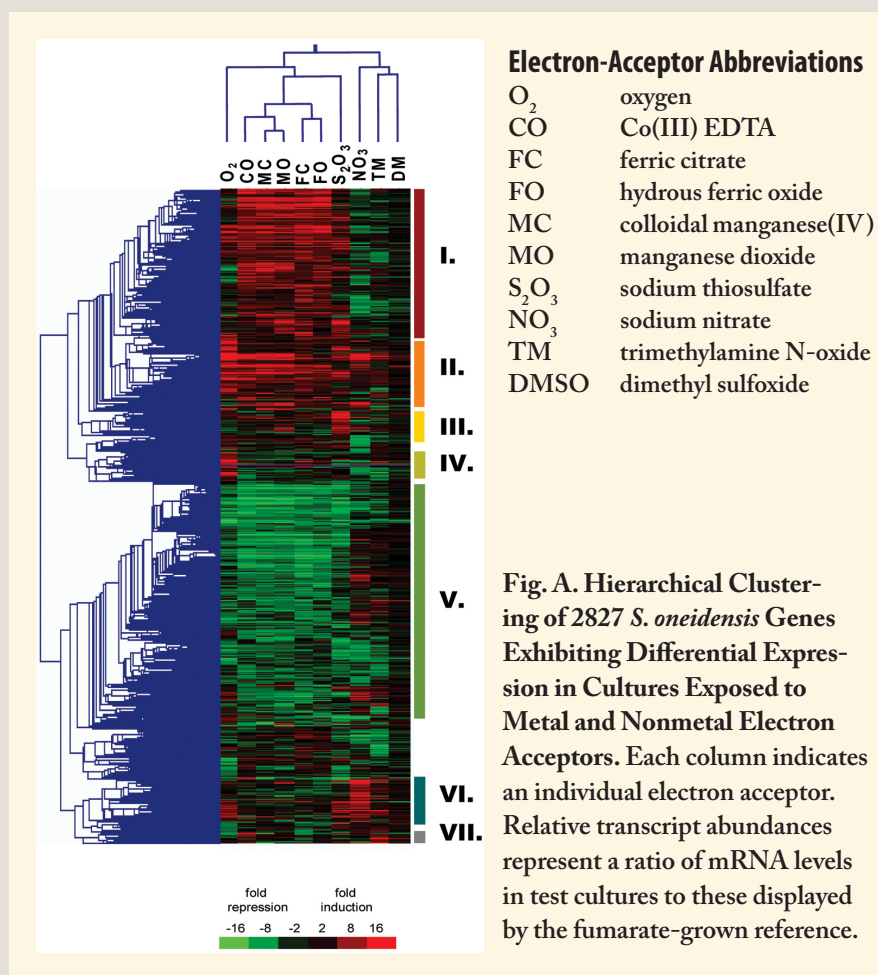 O₂ CO MC MO FC FO S₂O₃ NO₃ TM DM
I.
II.
III.
IV.
V.
VI.
VII.
fold repression
fold induction
-16 -8 -2 2 8 16
Electron-Acceptor Abbreviations
O₂ oxygen
CO Co(III) EDTA
FC ferric citrate
FO hydrous ferric oxide
MC colloidal manganese(IV)
MO manganese dioxide
S₂O₃ sodium thiosulfate
NO₃ sodium nitrate
TM trimethylamine N-oxide
DMSO dimethyl sulfoxide
Fig. A. Hierarchical Cluster-
ing of 2827 S. oneidensis Genes
Exhibiting Differential Expres-
sion in Cultures Exposed to
Metal and Nonmetal Electron
Acceptors. Each column indicates
an individual electron acceptor.
Relative transcript abundances
represent a ratio of mRNA levels
in test cultures to these displayed
by the fumarate-grown reference.